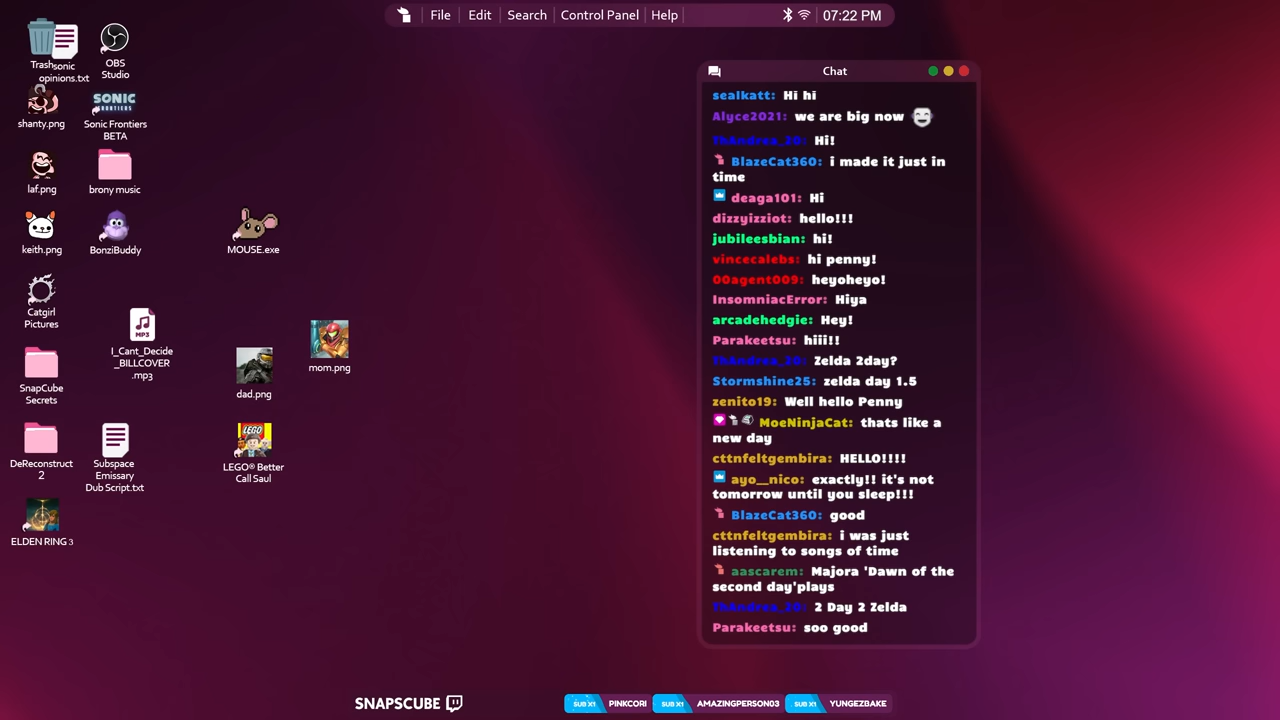 File Edit Search Control Panel Help 07:22 PM
Trash
sonic
opinions.txt
OBS
Studio
shanty.png
SONIC
FRONTIERS
Sonic Frontiers
BETA
laf.png
brony music
keith.png
BonziBuddy
MOUSE.exe
Catgirl
Pictures
MP3
I_Cant_Decide
_BILLCOVER
.mp3
mom.png
SnapCube
Secrets
dad.png
DeReconstruct
2
Subspace
Emissary
Dub Script.txt
LEGO
LEGO® Better
Call Saul
ELDEN RING 3
Chat
sealkatt: Hi hi
Alyce2021: we are big now
ThAndrea_20: Hi!
BlazeCat360: i made it just in
time
deaga101: Hi
dizzyizziot: hello!!!
jubileesbian: hi!
vincecalebs: hi penny!
00agent009: heyoheyo!
InsomniacError: Hiya
arcadehedgie: Hey!
Parakeetsu: hiii!!
ThAndrea_20: Zelda 2day?
Stormshine25: zelda day 1.5
zenito19: Well hello Penny
MoeNinjaCat: thats like a
new day
cttnfeltgembira: HELLO!!!!
ayo__nico: exactly!! it's not
tomorrow until you sleep!!!
BlazeCat360: good
cttnfeltgembira: i was just
listening to songs of time
aascarem: Majora 'Dawn of the
second day'plays
ThAndrea_20: 2 Day 2 Zelda
Parakeetsu: soo good
SNAPSCUBE
SUB X1 PINKCORI SUB X1 AMAZINGPERSON03 SUB X1 YUNGEZBAKE